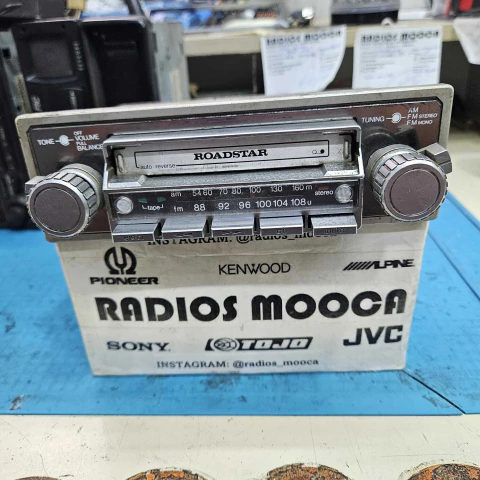 RADIOS MOOCA
RADIOS MOOCA
TONE
OFF
VOLUME
PULL
BALANCE
TUNING
AM
FM STEREO
FM MONO
ROADSTAR
auto reverse
am 54 60 70 80 100 130 160 m
stereo
tape
fm 88 92 96 100 104 108 u
INSTAGRAM: @radios_mooca
PIONEER
KENWOOD
ALPINE
RADIOS MOOCA
SONY
TOJO
JVC
INSTAGRAM: @radios_mooca